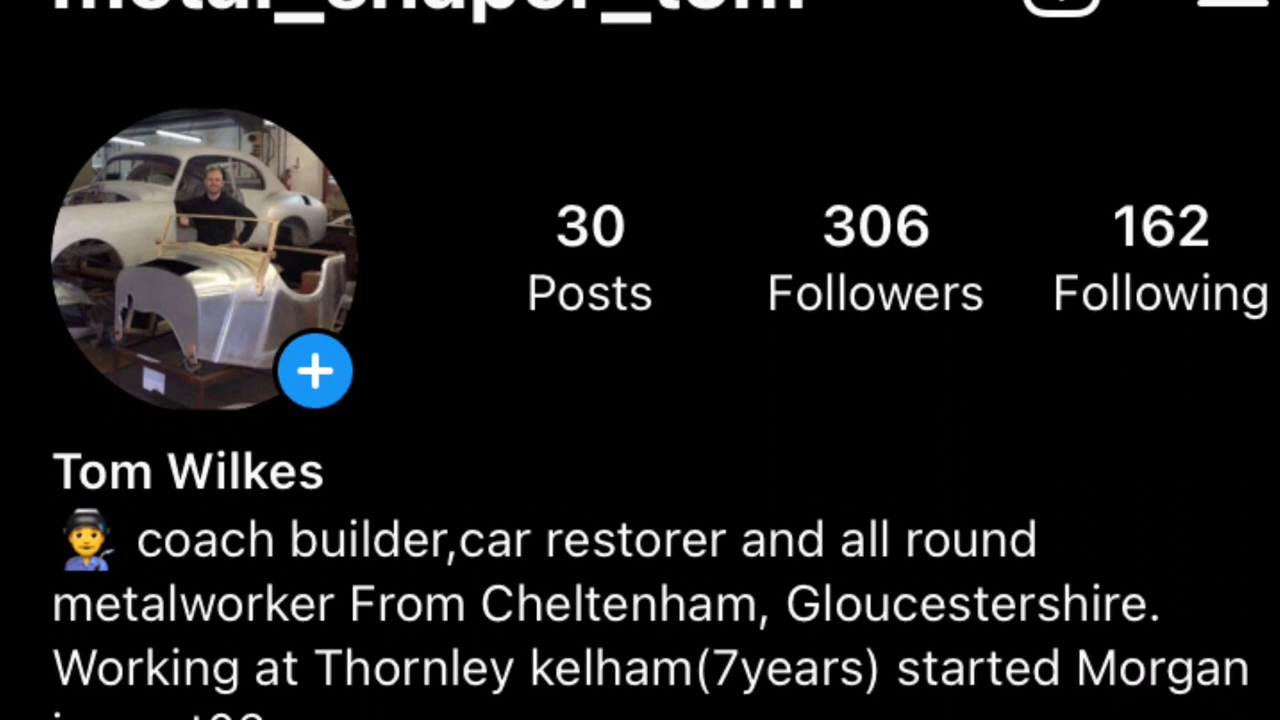 metal_shaper_tom
30
306
162
Posts
Followers
Following
Tom Wilkes
coach builder,car restorer and all round
metalworker From Cheltenham, Gloucestershire.
Working at Thornley kelham(7years) started Morgan